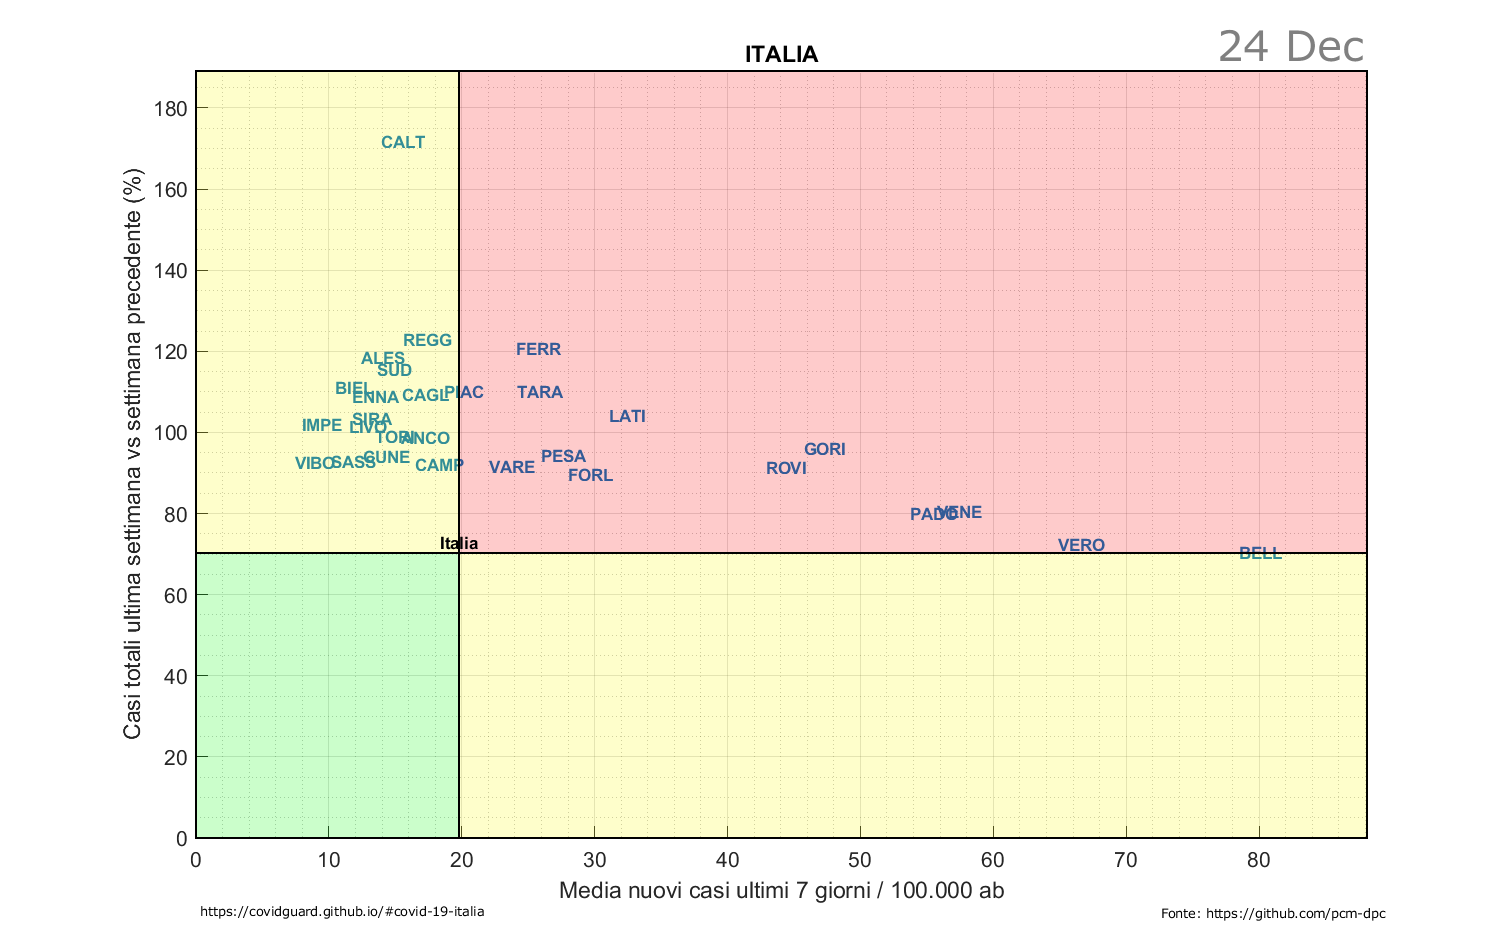 24 Dec
ITALIA
Casi totali ultima settimana vs settimana precedente (%)
180
160
140
120
100
80
60
40
20
0
CALT
REGG
FERR
ALES
SUD
BIEL
ENNA
CAGL
PIAC
TARA
LATI
SIRA
IMPE
LIVO
TORI
ANCO
GORI
VIBO
SASS
CUNE
CAMP
VARE
PESA
FORL
ROVI
PADO
VENE
Italia
VERO
BELL
0 10 20 30 40 50 60 70 80
Media nuovi casi ultimi 7 giorni / 100.000 ab
https://covidguard.github.io/#covid-19-italia
Fonte: https://github.com/pcm-dpc